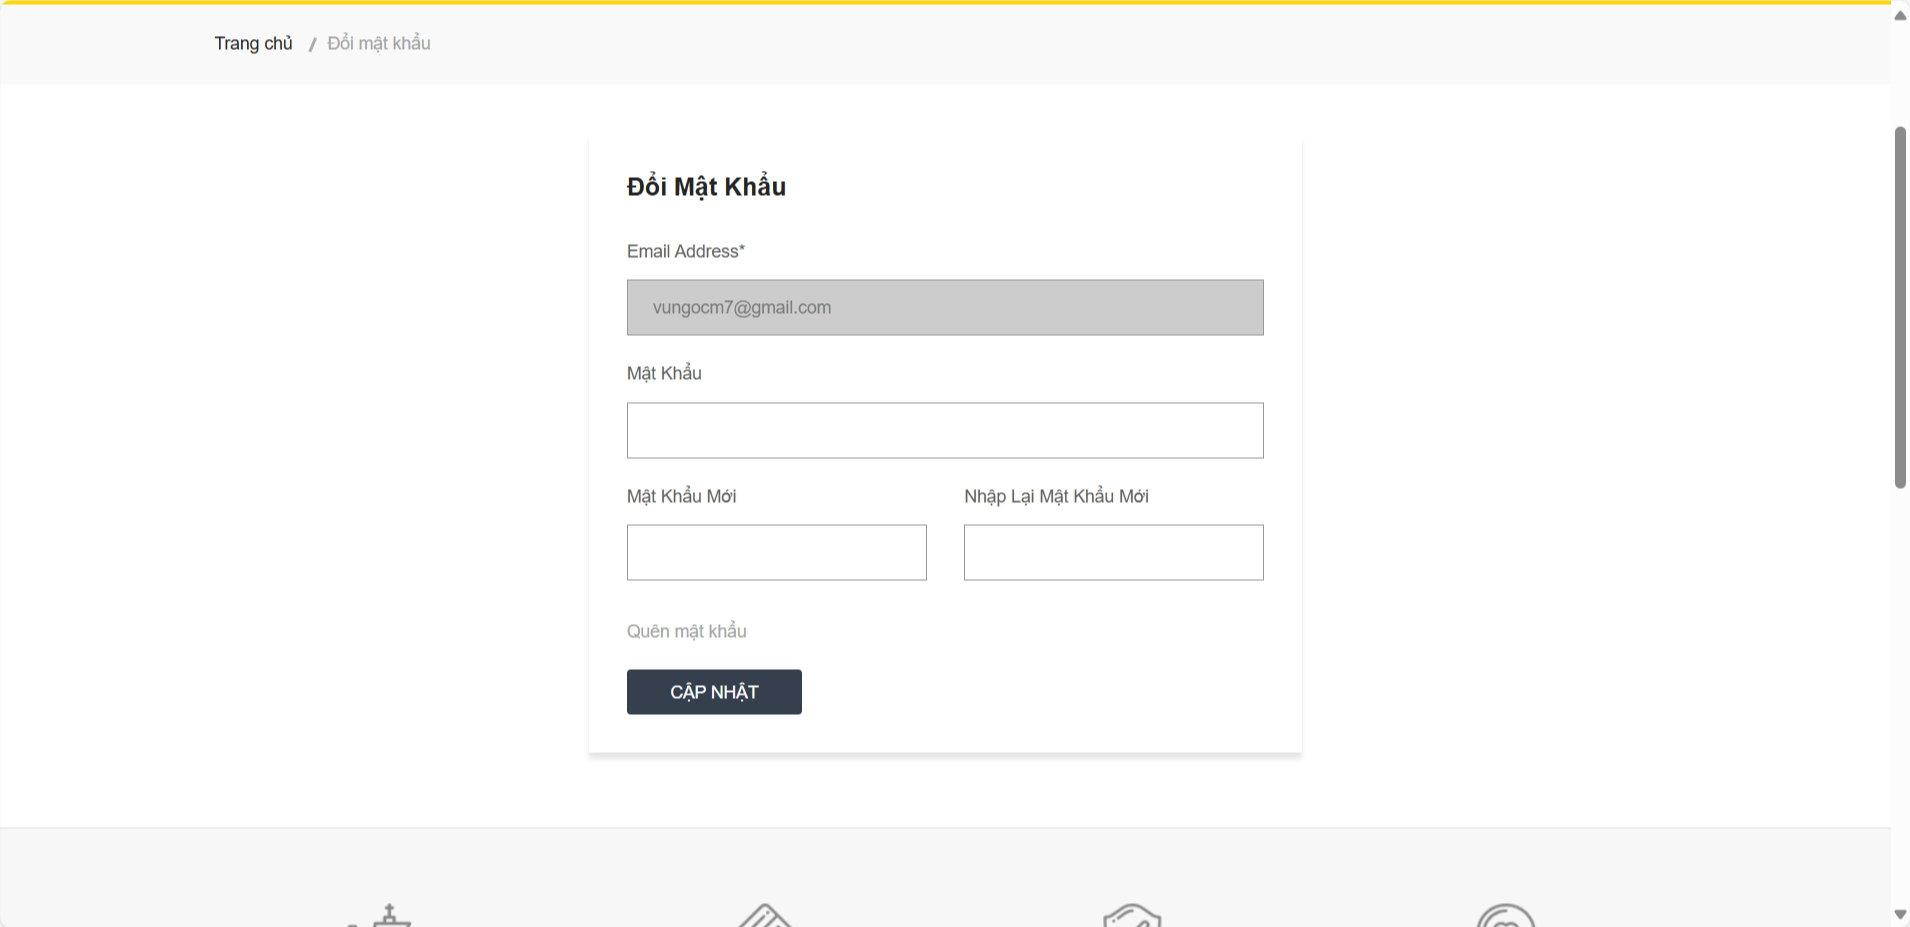 Trang chủ / Đổi mật khẩu
Đổi Mật Khẩu
Email Address*
vungocm7@gmail.com
Mật Khẩu
Mật Khẩu Mới
Nhập Lại Mật Khẩu Mới
Quên mật khẩu
CẬP NHẬT